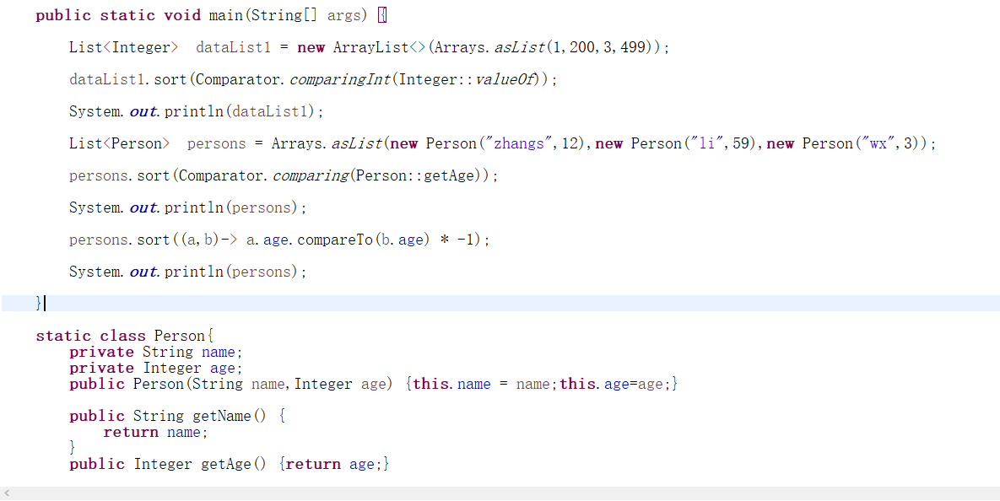 public static void main(String[] args) {
List<Integer> dataList1 = new ArrayList<>(Arrays.asList(1,200,3,499));
dataList1.sort(Comparator.comparingInt(Integer::valueOf));
System.out.println(dataList1);
List<Person> persons = Arrays.asList(new Person("zhangs",12),new Person("li",59),new Person("wx",3));
persons.sort(Comparator.comparing(Person::getAge));
System.out.println(persons);
persons.sort((a,b)-> a.age.compareTo(b.age) * -1);
System.out.println(persons);
}
static class Person{
private String name;
private Integer age;
public Person(String name,Integer age) {this.name = name;this.age=age;}
public String getName() {
return name;
}
public Integer getAge() {return age;}